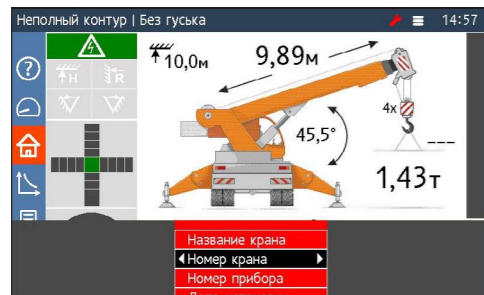 Неполный контур | Без гуська
14:57
10,0м
9,89м
H
R
4x
45,5°
---
1,43т
Название крана
Номер крана
Номер прибора